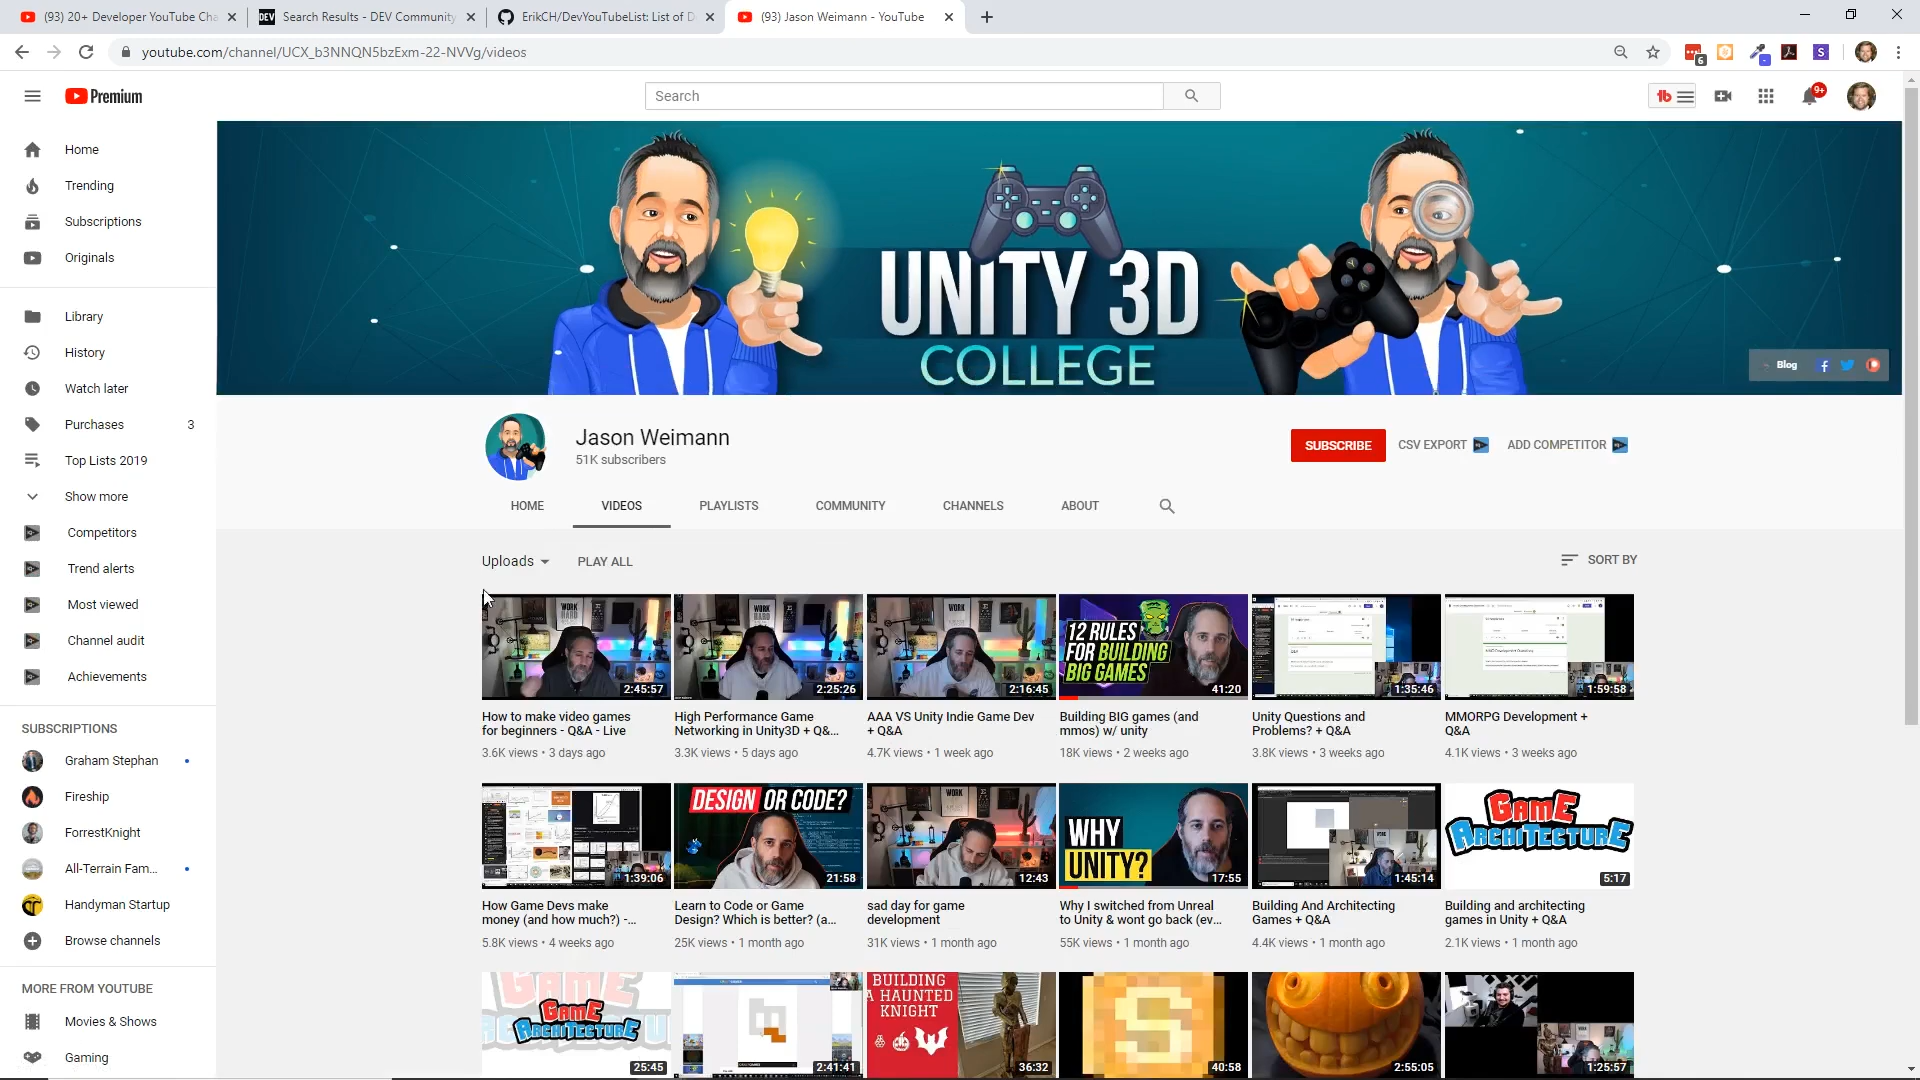 (93) 20+ Developer YouTube Cha
DEV Search Results - DEV Community
ErikCH/DevYouTubeList: List of D
(93) Jason Weimann - YouTube
youtube.com/channel/UCX_b3NNQN5bzExm-22-NVVg/videos
6
S
Premium
Search
tb
9+
Home
Trending
Subscriptions
Originals
Library
History
Watch later
Purchases 3
Top Lists 2019
Show more
Competitors
Trend alerts
Most viewed
Channel audit
Achievements
SUBSCRIPTIONS
Graham Stephan
Fireship
ForrestKnight
All-Terrain Fam...
Handyman Startup
Browse channels
MORE FROM YOUTUBE
Movies & Shows
Gaming
UNITY 3D
COLLEGE
Blog
Jason Weimann
51K subscribers
SUBSCRIBE
CSV EXPORT
ADD COMPETITOR
HOME VIDEOS PLAYLISTS COMMUNITY CHANNELS ABOUT
Uploads PLAY ALL
SORT BY
WORK
HARD
2:45:57
How to make video games
for beginners - Q&A - Live
3.6K views • 3 days ago
WORK
HARD
2:25:26
High Performance Game
Networking in Unity3D + Q&...
3.3K views • 5 days ago
WORK
2:16:45
AAA VS Unity Indie Game Dev
+ Q&A
4.7K views • 1 week ago
12 RULES
FOR BUILDING
BIG GAMES
41:20
Building BIG games (and
mmos) w/ unity
18K views • 2 weeks ago
1:35:46
Unity Questions and
Problems? + Q&A
3.8K views • 3 weeks ago
1:59:58
MMORPG Development +
Q&A
4.1K views • 3 weeks ago
1:39:06
How Game Devs make
money (and how much?) -...
5.8K views • 4 weeks ago
DESIGN OR CODE?
21:58
Learn to Code or Game
Design? Which is better? (a...
25K views • 1 month ago
WORK
12:43
sad day for game
development
31K views • 1 month ago
WHY
UNITY?
17:55
Why I switched from Unreal
to Unity & wont go back (ev...
55K views • 1 month ago
1:45:14
Building And Architecting
Games + Q&A
4.4K views • 1 month ago
GAME
ARCHITECTURE
5:17
Building and architecting
games in Unity + Q&A
2.1K views • 1 month ago
GAME
ARCHITECTURE
25:45
2:41:41
BUILDING
A HAUNTED
KNIGHT
36:32
S
40:58
2:55:05
1:25:57